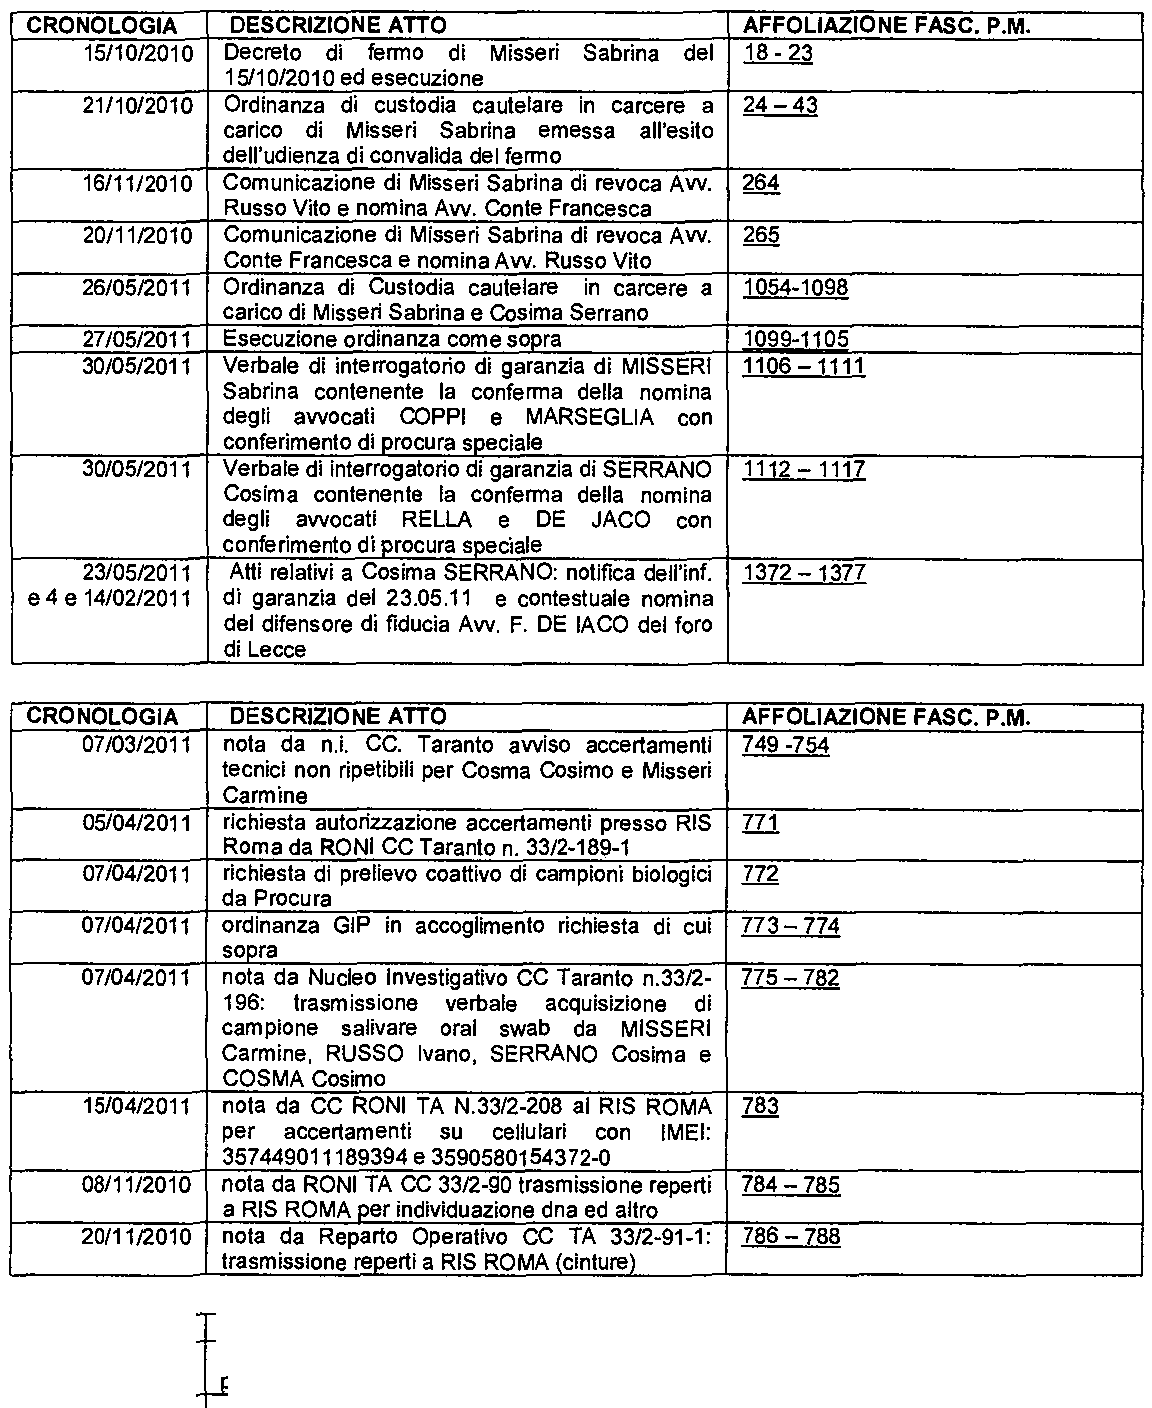 CRONOLOGIA DESCRIZIONE ATTO AFFOLIAZIONE FASC. P.M.
15/10/2010 Decreto di fermo di Misseri Sabrina del 18 - 23
15/10/2010 ed esecuzione
21/10/2010 Ordinanza di custodia cautelare in carcere a 24 – 43
carico di Misseri Sabrina emessa all'esito
dell'udienza di convalida del fermo
16/11/2010 Comunicazione di Misseri Sabrina di revoca Avv. 264
Russo Vito e nomina Avv. Conte Francesca
20/11/2010 Comunicazione di Misseri Sabrina di revoca Avv. 265
Conte Francesca e nomina Avv. Russo Vito
26/05/2011 Ordinanza di Custodia cautelare in carcere a 1054-1098
carico di Misseri Sabrina e Cosima Serrano
27/05/2011 Esecuzione ordinanza come sopra 1099-1105
30/05/2011 Verbale di interrogatorio di garanzia di MISSERI 1106 – 1111
Sabrina contenente la conferma della nomina
degli avvocati COPPI e MARSEGLIA con
conferimento di procura speciale
30/05/2011 Verbale di interrogatorio di garanzia di SERRANO 1112 – 1117
Cosima contenente la conferma della nomina
degli avvocati RELLA e DE JACO con
conferimento di procura speciale
23/05/2011 Atti relativi a Cosima SERRANO: notifica dell'inf. 1372 – 1377
e 4 e 14/02/2011 di garanzia del 23.05.11 e contestuale nomina
del difensore di fiducia Avv. F. DE IACO del foro
di Lecce
CRONOLOGIA DESCRIZIONE ATTO AFFOLIAZIONE FASC. P.M.
07/03/2011 nota da n.i. CC. Taranto avviso accertamenti 749 -754
tecnici non ripetibili per Cosma Cosimo e Misseri
Carmine
05/04/2011 richiesta autorizzazione accertamenti presso RIS 771
Roma da RONI CC Taranto n. 33/2-189-1
07/04/2011 richiesta di prelievo coattivo di campioni biologici 772
da Procura
07/04/2011 ordinanza GIP in accoglimento richiesta di cui 773 – 774
sopra
07/04/2011 nota da Nucleo Investigativo CC Taranto n.33/2- 775 – 782
196: trasmissione verbale acquisizione di
campione salivare oral swab da MISSERI
Carmine, RUSSO Ivano, SERRANO Cosima e
COSMA Cosimo
15/04/2011 nota da CC RONI TA N.33/2-208 al RIS ROMA 783
per accertamenti su cellulari con IMEI:
357449011189394 e 3590580154372-0
08/11/2010 nota da RONI TA CC 33/2-90 trasmissione reperti 784 – 785
a RIS ROMA per individuazione dna ed altro
20/11/2010 nota da Reparto Operativo CC TA 33/2-91-1: 786 – 788
trasmissione reperti a RIS ROMA (cinture)